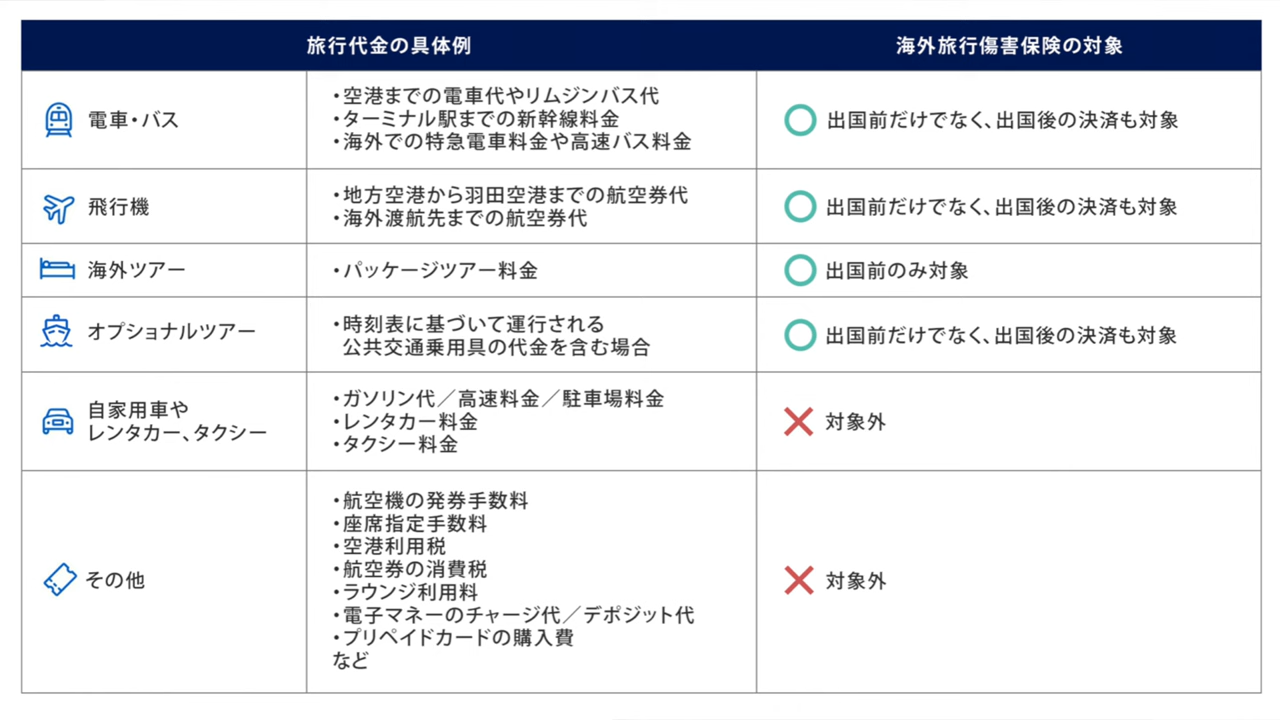 旅行代金の具体例
海外旅行傷害保険の対象
電車・バス
・空港までの電車代やリムジンバス代
・ターミナル駅までの新幹線料金
・海外での特急電車料金や高速バス料金
出国前だけでなく、出国後の決済も対象
飛行機
・地方空港から羽田空港までの航空券代
・海外渡航先までの航空券代
出国前だけでなく、出国後の決済も対象
海外ツアー
・パッケージツアー料金
出国前のみ対象
オプショナルツアー
・時刻表に基づいて運行される
公共交通乗用具の代金を含む場合
出国前だけでなく、出国後の決済も対象
自家用車や
レンタカー、タクシー
・ガソリン代／高速料金／駐車場料金
・レンタカー料金
・タクシー料金
対象外
その他
・航空機の発券手数料
・座席指定手数料
・空港利用税
・航空券の消費税
・ラウンジ利用料
・電子マネーのチャージ代／デポジット代
・プリペイドカードの購入費
など
対象外